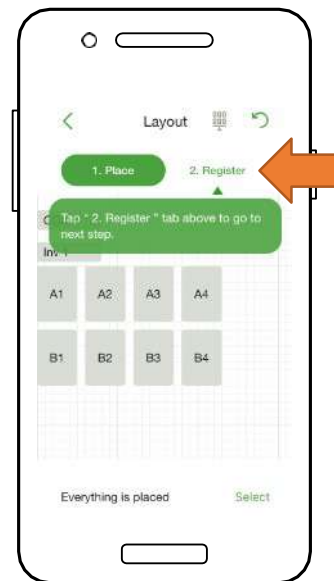 Layout
1. Place
2. Register
Tap " 2. Register " tab above to go to
next step.
A1 A2 A3 A4
B1 B2 B3 B4
Everything is placed
Select